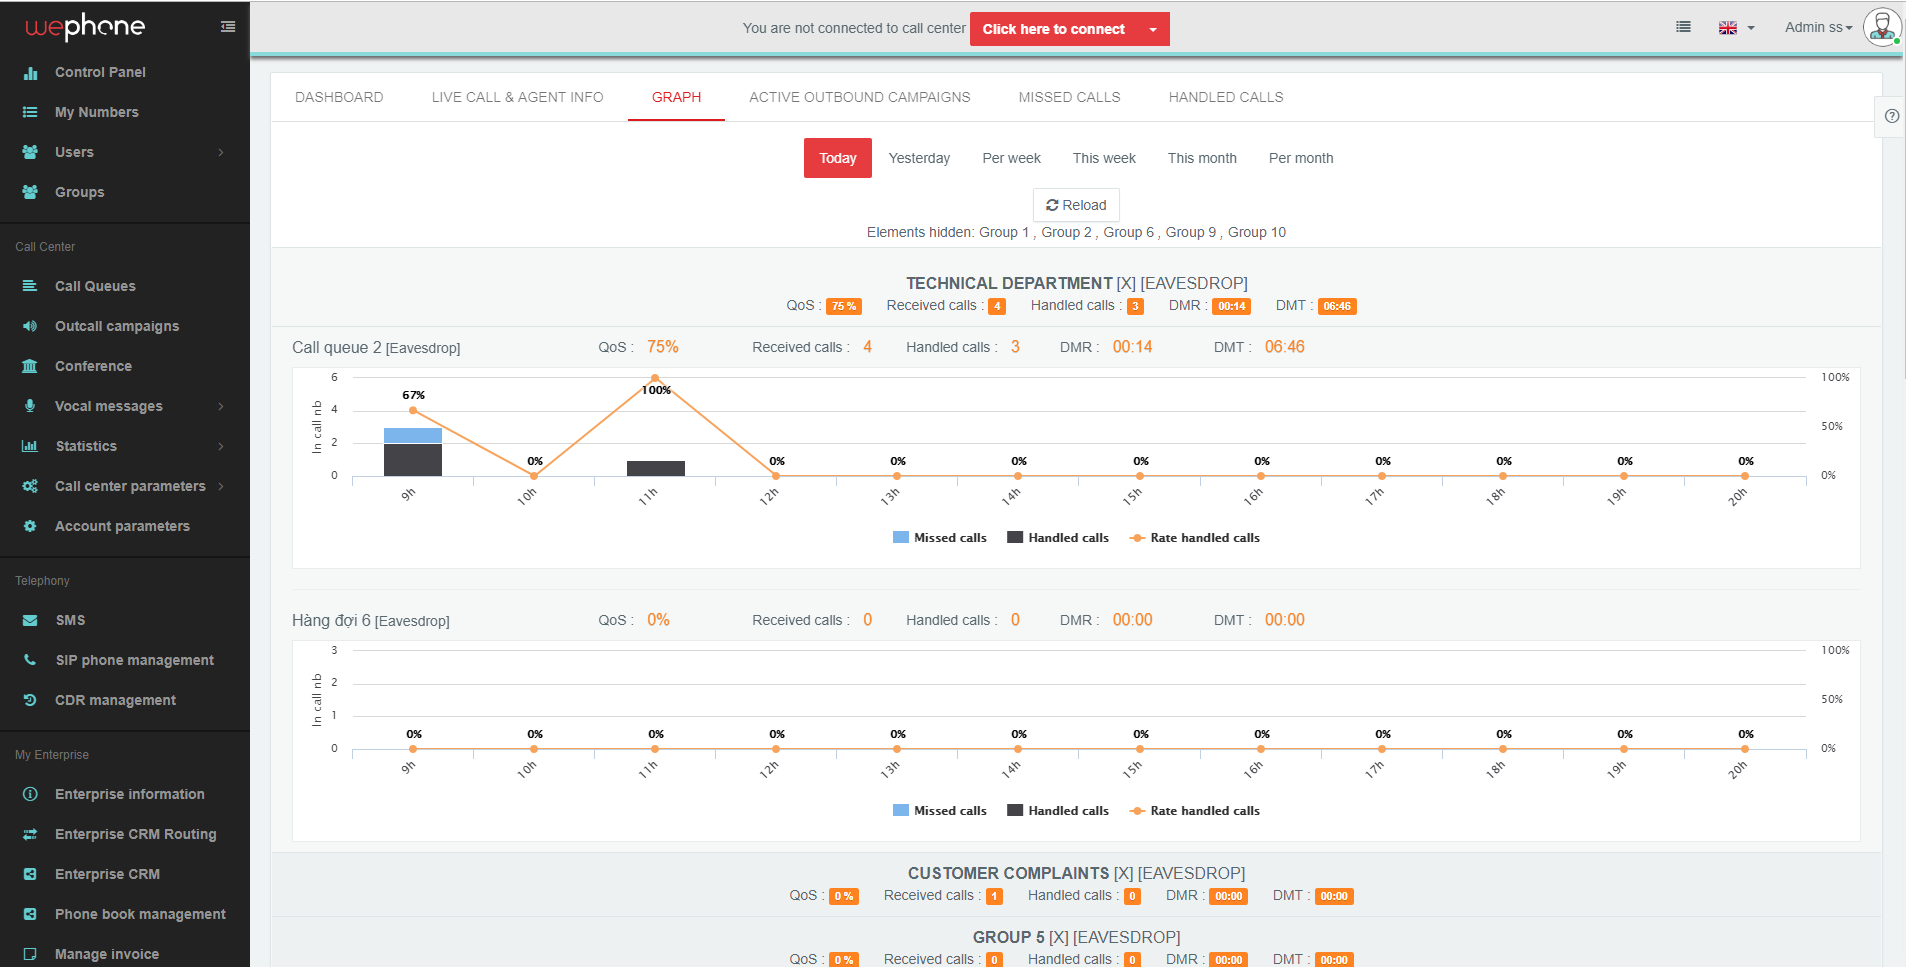 wephone
You are not connected to call center Click here to connect
Admin ss
Control Panel
My Numbers
Users
Groups
Call Center
Call Queues
Outcall campaigns
Conference
Vocal messages
Statistics
Call center parameters
Account parameters
Telephony
SMS
SIP phone management
CDR management
My Enterprise
Enterprise information
Enterprise CRM Routing
Enterprise CRM
Phone book management
Manage invoice
DASHBOARD LIVE CALL & AGENT INFO GRAPH ACTIVE OUTBOUND CAMPAIGNS MISSED CALLS HANDLED CALLS
Today Yesterday Per week This week This month Per month
Reload
Elements hidden: Group 1 , Group 2 , Group 6 , Group 9 , Group 10
TECHNICAL DEPARTMENT [X] [EAVESDROP]
QoS : 75 % Received calls : 4 Handled calls : 3 DMR : 00:14 DMT : 06:46
Call queue 2 [Eavesdrop] QoS : 75% Received calls : 4 Handled calls : 3 DMR : 00:14 DMT : 06:46
In call nb
6 100%
4 50%
2
0 0%
67% 0% 100% 0% 0% 0% 0% 0% 0% 0% 0% 0%
9h 10h 11h 12h 13h 14h 15h 16h 17h 18h 19h 20h
Missed calls Handled calls Rate handled calls
Hàng đợi 6 [Eavesdrop] QoS : 0% Received calls : 0 Handled calls : 0 DMR : 00:00 DMT : 00:00
In call nb
3 100%
2 50%
1
0 0%
0% 0% 0% 0% 0% 0% 0% 0% 0% 0% 0% 0%
9h 10h 11h 12h 13h 14h 15h 16h 17h 18h 19h 20h
Missed calls Handled calls Rate handled calls
CUSTOMER COMPLAINTS [X] [EAVESDROP]
QoS : 0 % Received calls : 1 Handled calls : 0 DMR : 00:00 DMT : 00:00
GROUP 5 [X] [EAVESDROP]
QoS : 0 % Received calls : 0 Handled calls : 0 DMR : 00:00 DMT : 00:00